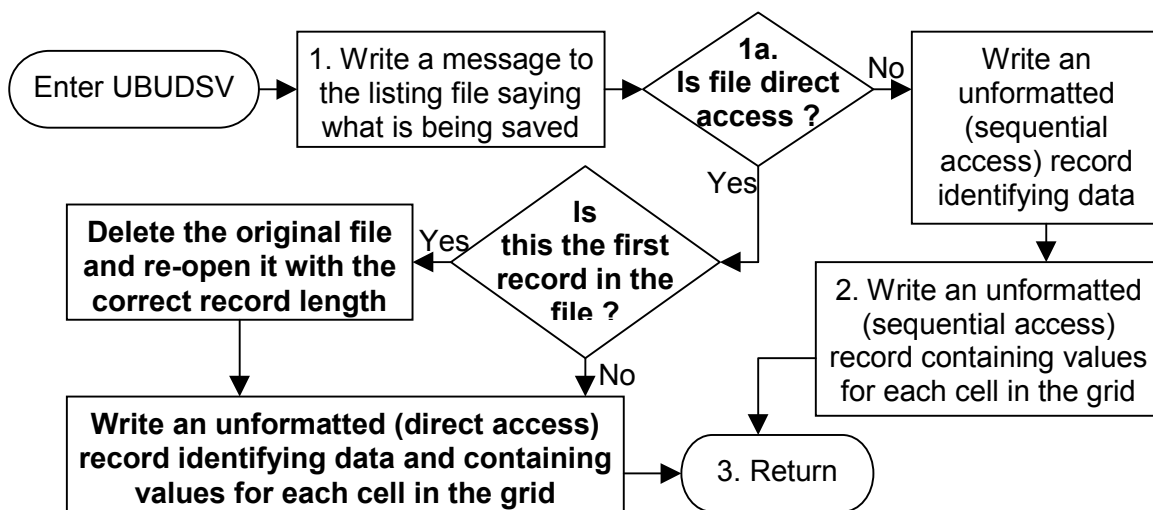 Enter UBUDSV
1. Write a message to
the listing file saying
what is being saved
1a.
Is file direct
access ?
No
Write an
unformatted
(sequential
access) record
identifying data
Yes
Is
this the first
record in the
file ?
Yes
Delete the original file
and re-open it with the
correct record length
2. Write an unformatted
(sequential access)
record containing values
for each cell in the grid
No
Write an unformatted (direct access)
record identifying data and containing
values for each cell in the grid
3. Return